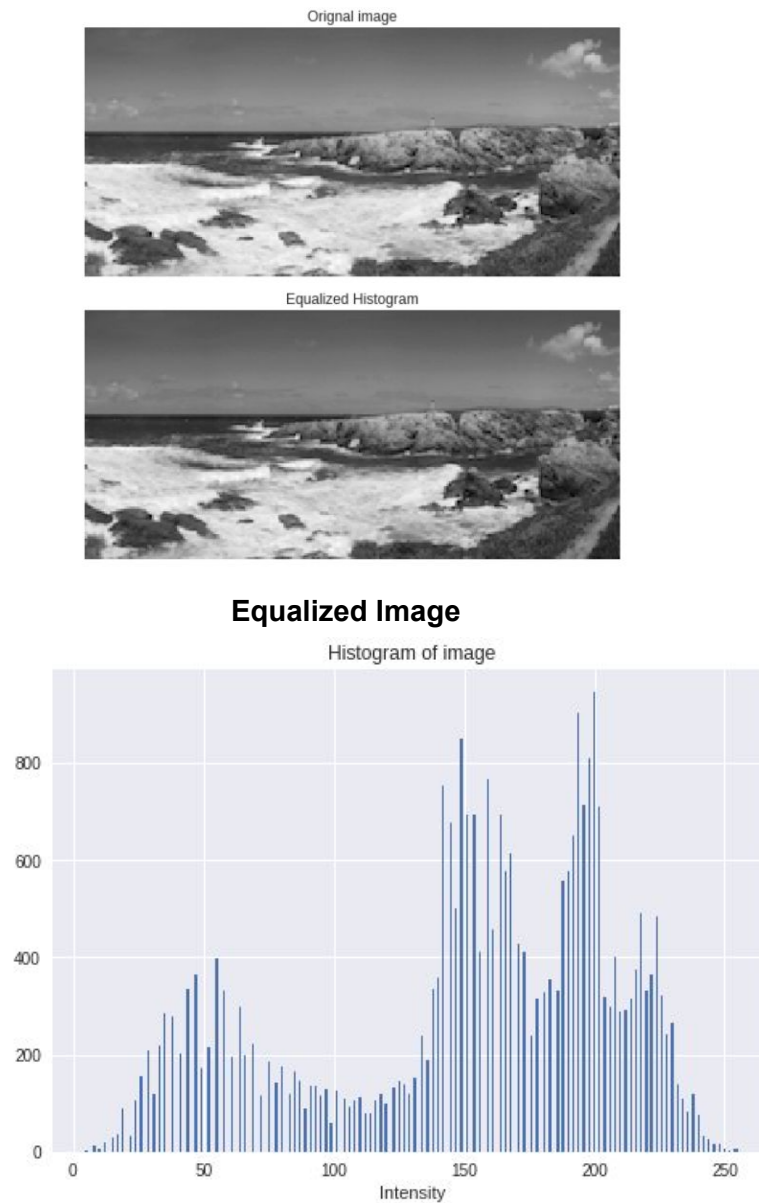 Orignal image
Equalized Histogram
Equalized Image
Histogram of image
800
600
400
200
0
0 50 100 150 200 250
Intensity